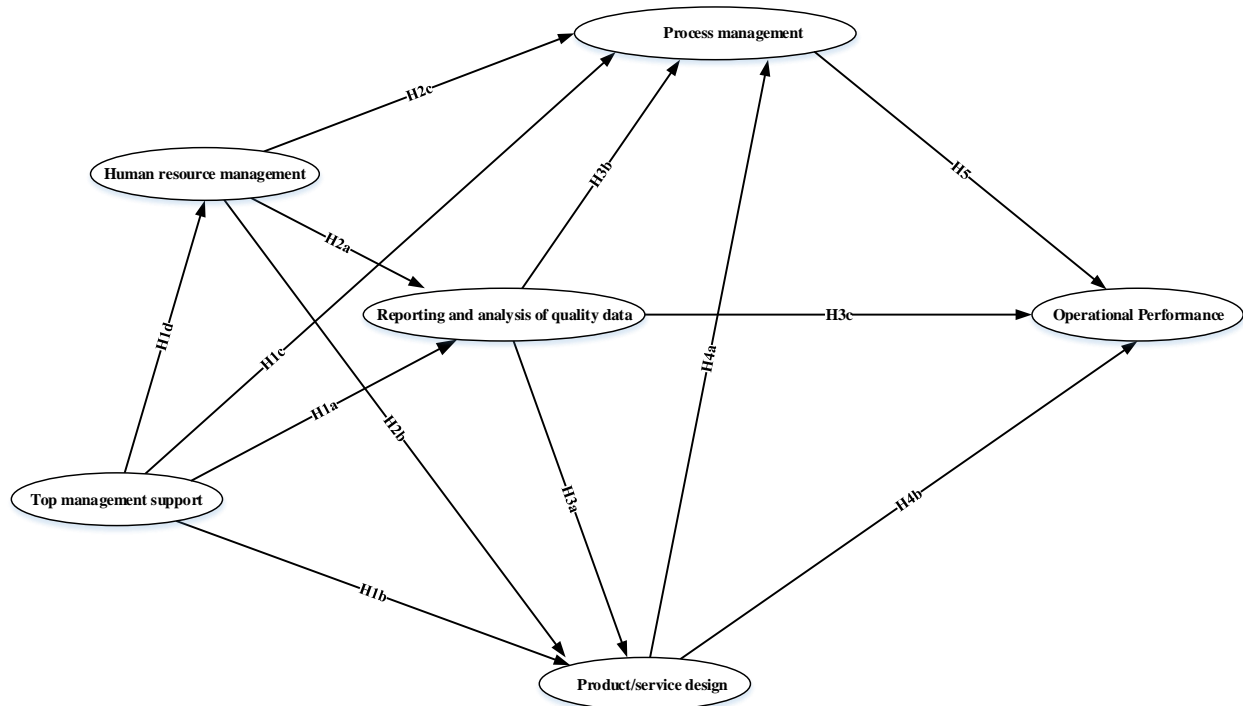 Process management
H2c
Human resource management
H3b
H5
H2a
Reporting and analysis of quality data
H3c
Operational Performance
H1d
H1c
H4a
H1a
H2b
Top management support
H3a
H4b
H1b
Product/service design